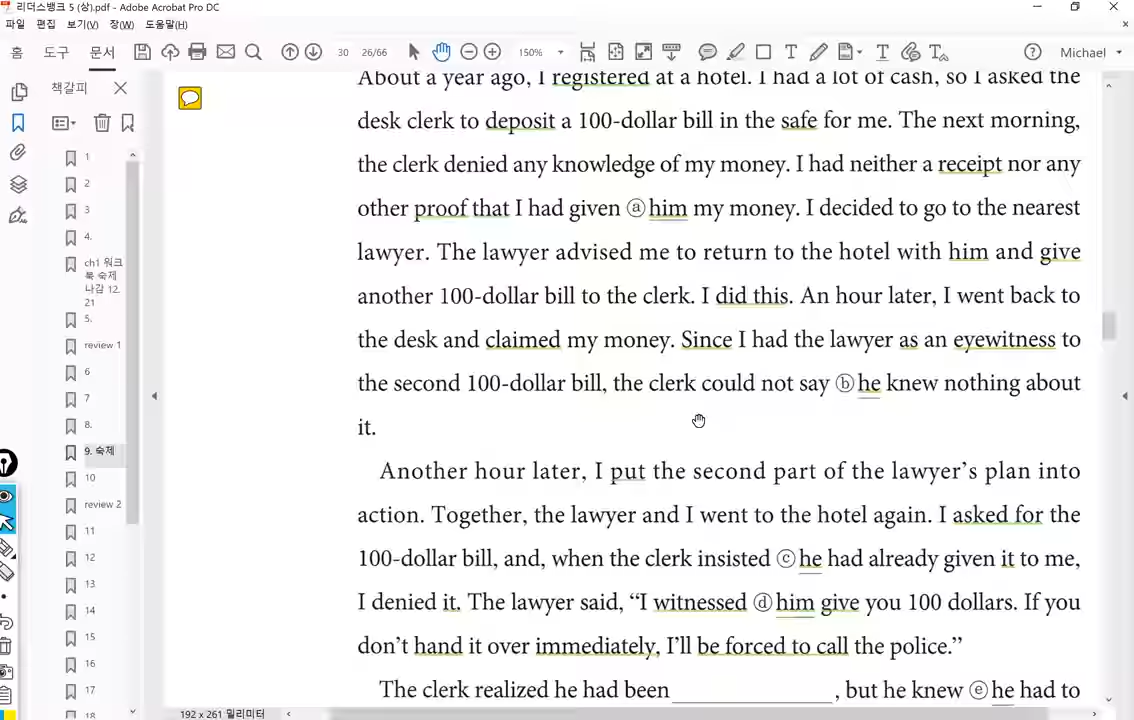 리더스뱅크 5 (상).pdf - Adobe Acrobat Pro DC
파일 편집 보기(V) 창(W) 도움말(H)
홈 도구 문서 30 26/66 150% Michael
책갈피
1
2
3
4.
ch1 워크
북 숙제
나감 12.
21
5.
review 1
6
7
8.
9. 숙제
10
review 2
11
12
13
14
15
16
17
18
About a year ago, I registered at a hotel. I had a lot of cash, so I asked the
desk clerk to deposit a 100-dollar bill in the safe for me. The next morning,
the clerk denied any knowledge of my money. I had neither a receipt nor any
other proof that I had given ⓐ him my money. I decided to go to the nearest
lawyer. The lawyer advised me to return to the hotel with him and give
another 100-dollar bill to the clerk. I did this. An hour later, I went back to
the desk and claimed my money. Since I had the lawyer as an eyewitness to
the second 100-dollar bill, the clerk could not say ⓑ he knew nothing about
it.
Another hour later, I put the second part of the lawyer's plan into
action. Together, the lawyer and I went to the hotel again. I asked for the
100-dollar bill, and, when the clerk insisted ⓒ he had already given it to me,
I denied it. The lawyer said, “I witnessed ⓓ him give you 100 dollars. If you
don't hand it over immediately, I'll be forced to call the police.”
The clerk realized he had been ____________, but he knew ⓔ he had to
192 x 261 밀리미터